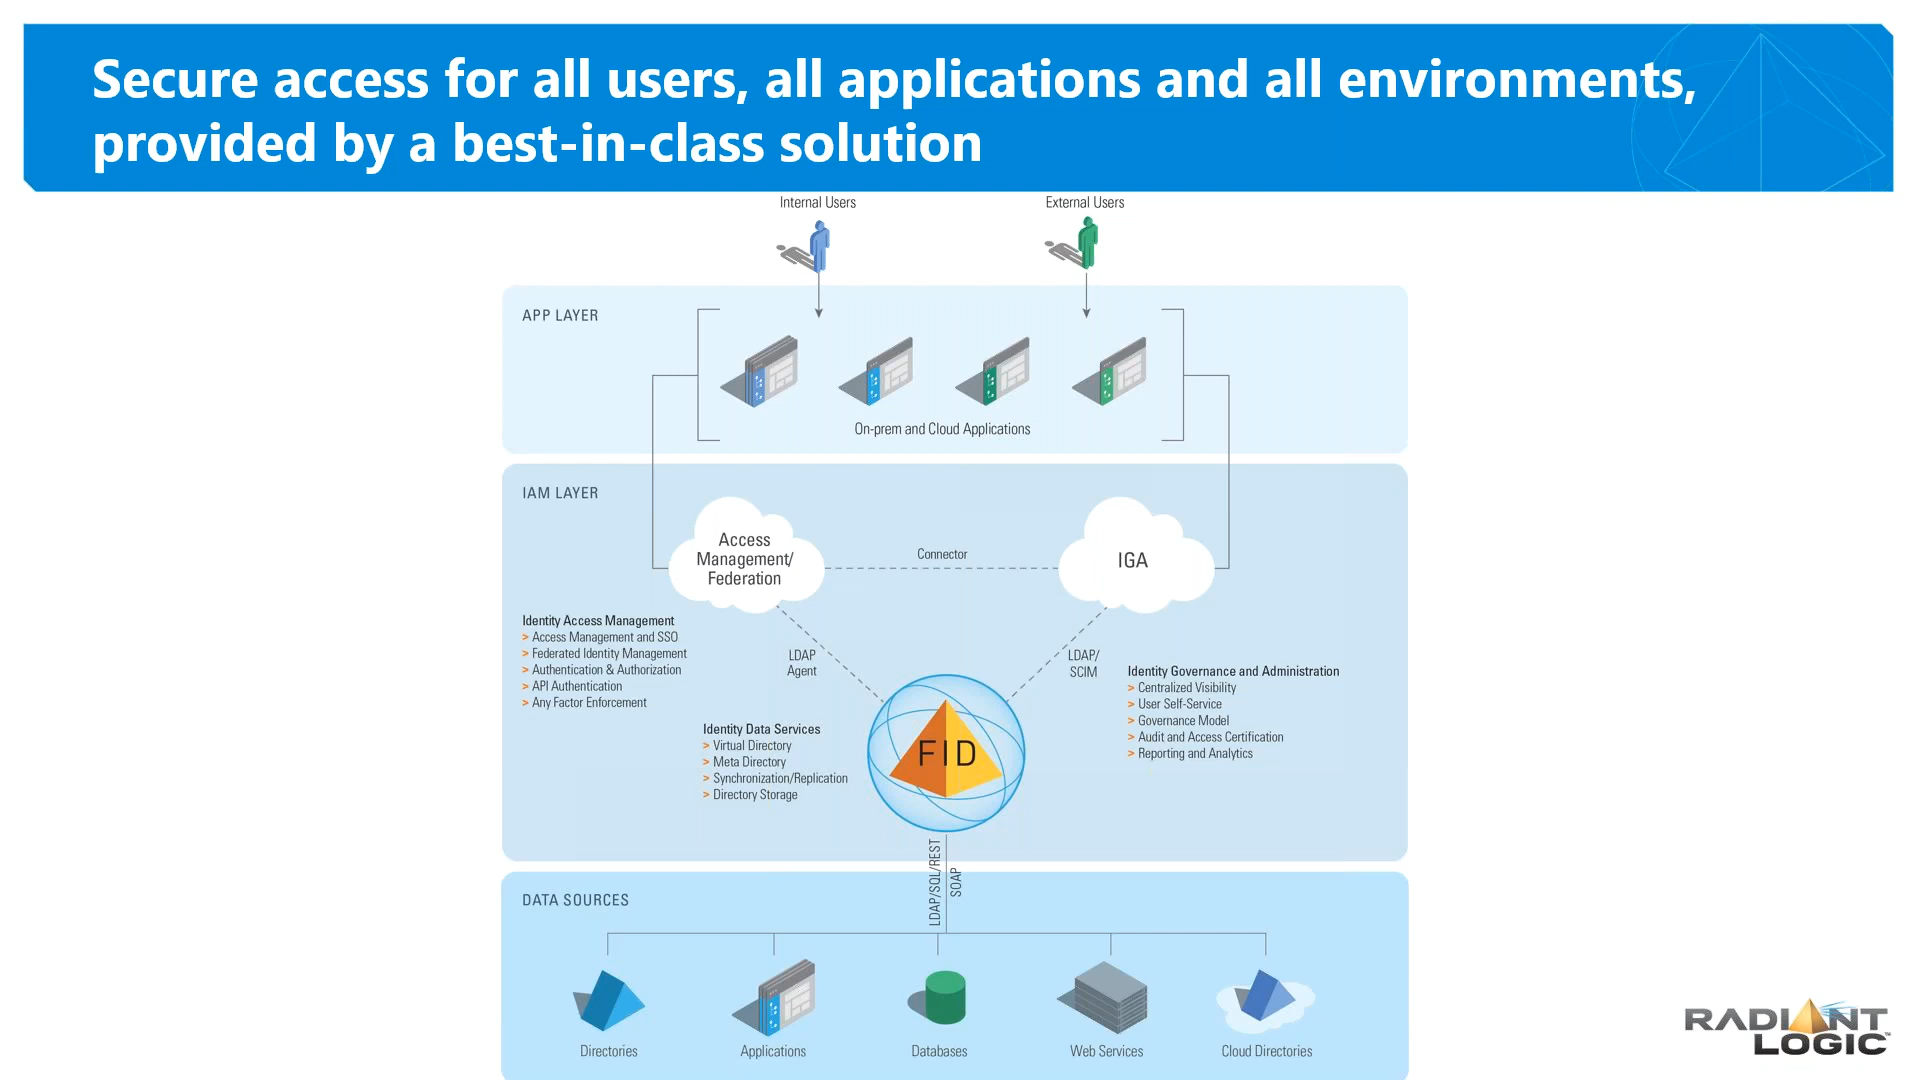 Secure access for all users, all applications and all environments,
provided by a best-in-class solution
Internal Users
External Users
APP LAYER
On-prem and Cloud Applications
IAM LAYER
Access
Management/
Federation
Connector
IGA
Identity Access Management
> Access Management and SSO
> Federated Identity Management
> Authentication & Authorization
> API Authentication
> Any Factor Enforcement
LDAP
Agent
LDAP/
SCIM
Identity Governance and Administration
> Centralized Visibility
> User Self-Service
> Governance Model
> Audit and Access Certification
> Reporting and Analytics
Identity Data Services
> Virtual Directory
> Meta Directory
> Synchronization/Replication
> Directory Storage
FID
LDAP/SQL/REST
SOAP
DATA SOURCES
Directories
Applications
Databases
Web Services
Cloud Directories
RADIANT
LOGIC™